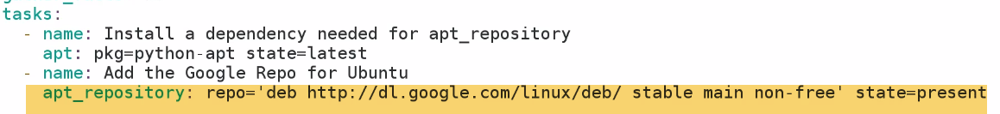 tasks:
  - name: Install a dependency needed for apt_repository
    apt: pkg=python-apt state=latest
  - name: Add the Google Repo for Ubuntu
    apt_repository: repo='deb http://dl.google.com/linux/deb/ stable main non-free' state=present